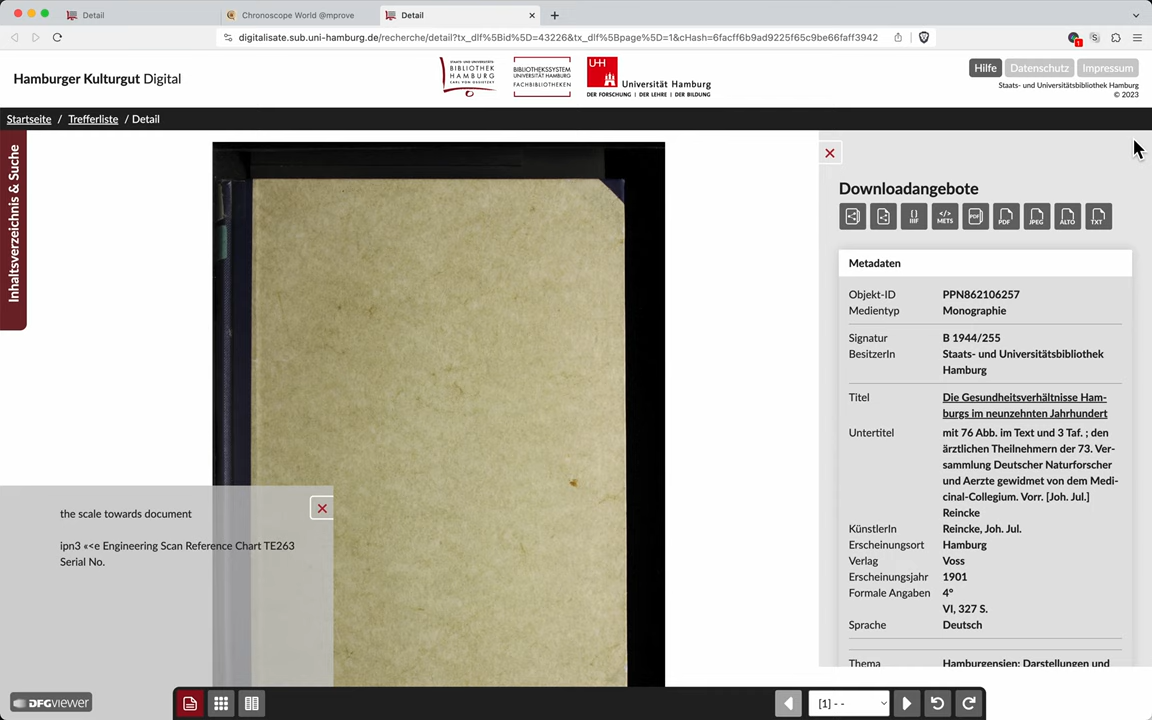 Detail
Chronoscope World @mprove
Detail
digitalisate.sub.uni-hamburg.de/recherche/detail?tx_dlf%5Bid%5D=43226&tx_dlf%5Bpage%5D=1&cHash=6facff6b9ad9225f65c9be66faff3942
1
Hamburger Kulturgut Digital
STAATS- UND UNIVERSITÄTS
BIBLIOTHEK
HAMBURG
CARL VON OSSIETZKY
BIBLIOTHEKSSYSTEM
UNIVERSITÄT HAMBURG
FACHBIBLIOTHEKEN
UHH
Universität Hamburg
DER FORSCHUNG | DER LEHRE | DER BILDUNG
Hilfe
Datenschutz
Impressum
Staats- und Universitätsbibliothek Hamburg
© 2023
Startseite / Trefferliste / Detail
Inhaltsverzeichnis & Suche
Downloadangebote
IIIF
METS
PDF
PDF
JPEG
ALTO
TXT
Metadaten
Objekt-ID PPN862106257
Medientyp Monographie
Signatur B 1944/255
BesitzerIn Staats- und Universitätsbibliothek
Hamburg
Titel Die Gesundheitsverhältnisse Ham-
burgs im neunzehnten Jahrhundert
Untertitel mit 76 Abb. im Text und 3 Taf. ; den
ärztlichen Theilnehmern der 73. Ver-
sammlung Deutscher Naturforscher
und Aerzte gewidmet von dem Medi-
cinal-Collegium. Vorr. [Joh. Jul.]
Reincke
KünstlerIn Reincke, Joh. Jul.
Erscheinungsort Hamburg
Verlag Voss
Erscheinungsjahr 1901
Formale Angaben 4°
VI, 327 S.
Sprache Deutsch
Thema Hamburgensien: Darstellungen und
the scale towards document
ipn3 «<e Engineering Scan Reference Chart TE263
Serial No.
DFGVIEWER
[1] - -